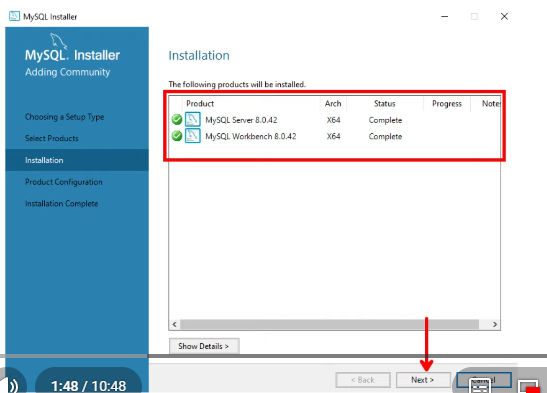 MySQL Installer
MySQL. Installer
Adding Community
Choosing a Setup Type
Select Products
Installation
Product Configuration
Installation Complete
Installation
The following products will be installed.
Product Arch Status Progress Notes
MySQL Server 8.0.42 X64 Complete
MySQL Workbench 8.0.42 X64 Complete
Show Details >
< Back Next >
1:48 / 10:48